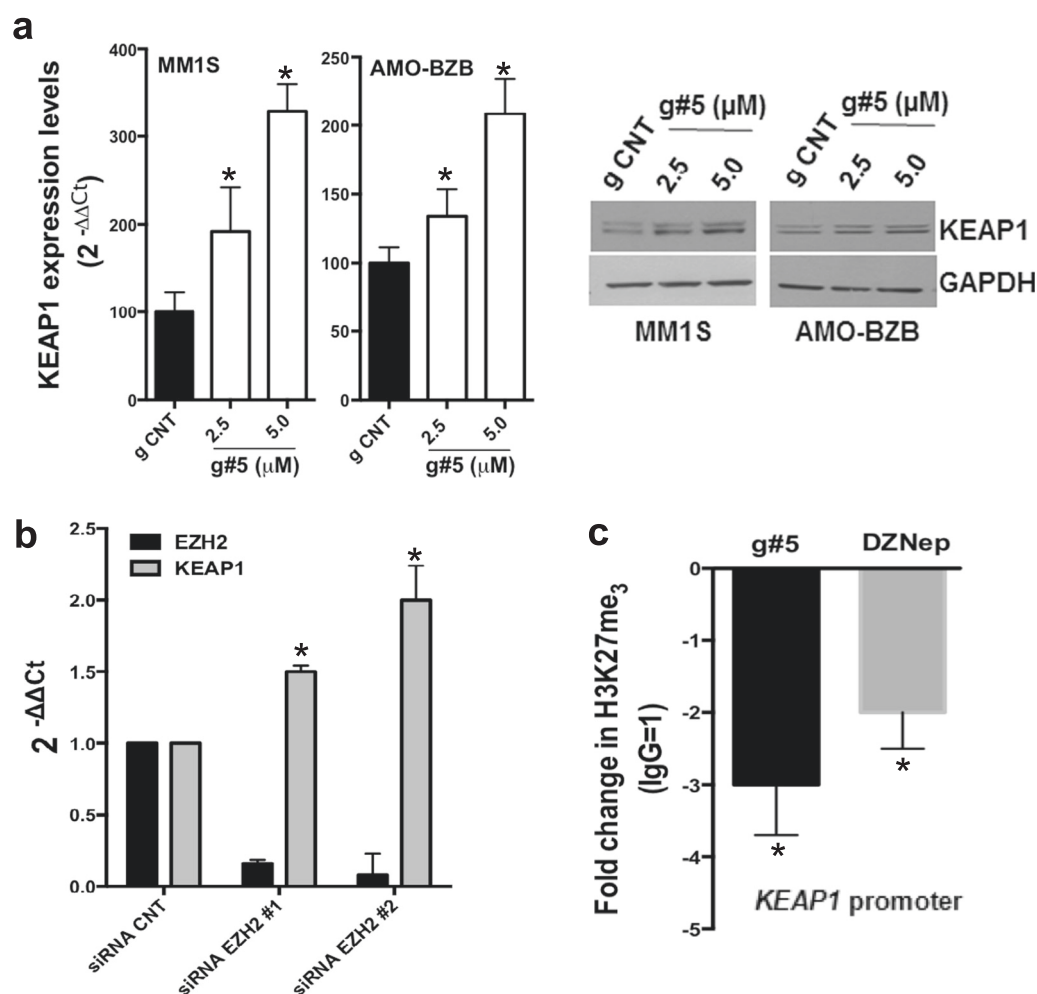 a
KEAP1 expression levels
(2 -ΔΔCt)
400
300
200
100
0
MM1S
*
*
g CNT
2.5
5.0
g#5 (μM)
250
200
150
100
50
0
AMO-BZB
*
*
g CNT
2.5
5.0
g#5 (μM)
g#5 (μM)
g CNT
2.5
5.0
g#5 (μM)
g CNT
2.5
5.0
KEAP1
GAPDH
MM1S
AMO-BZB
b
2 -ΔΔCt
2.5
2.0
1.5
1.0
0.5
0.0
EZH2
KEAP1
*
*
siRNA CNT
siRNA EZH2 #1
siRNA EZH2 #2
c
g#5
DZNep
Fold change in H3K27me3
(IgG=1)
0
-1
-2
-3
-4
-5
*
*
KEAP1 promoter